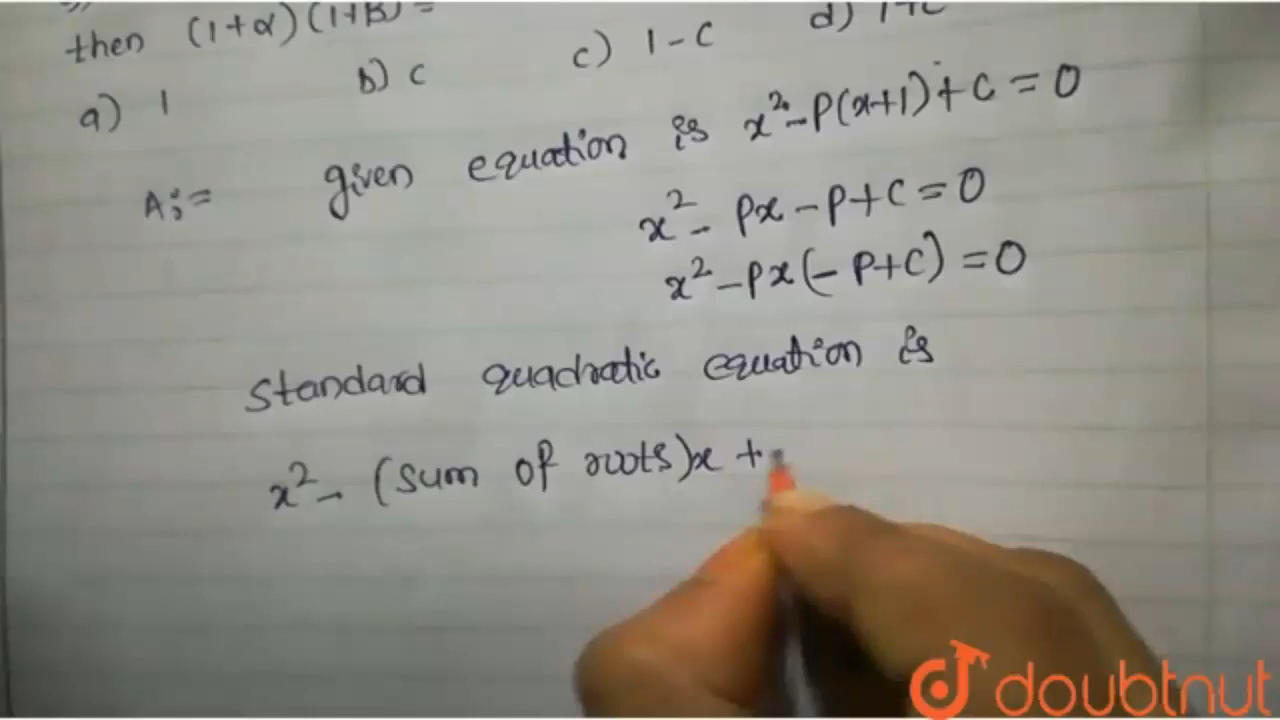 then (1+α)(1+β) =
a) 1 b) c c) 1-c d) 1+c
A:= given equation is x²-P(x+1)+C=0
x²- Px-P+C=0
x²-Px(-P+C)=0
Standard quadratic equation is
x²- (Sum of roots)x +
doubtnut